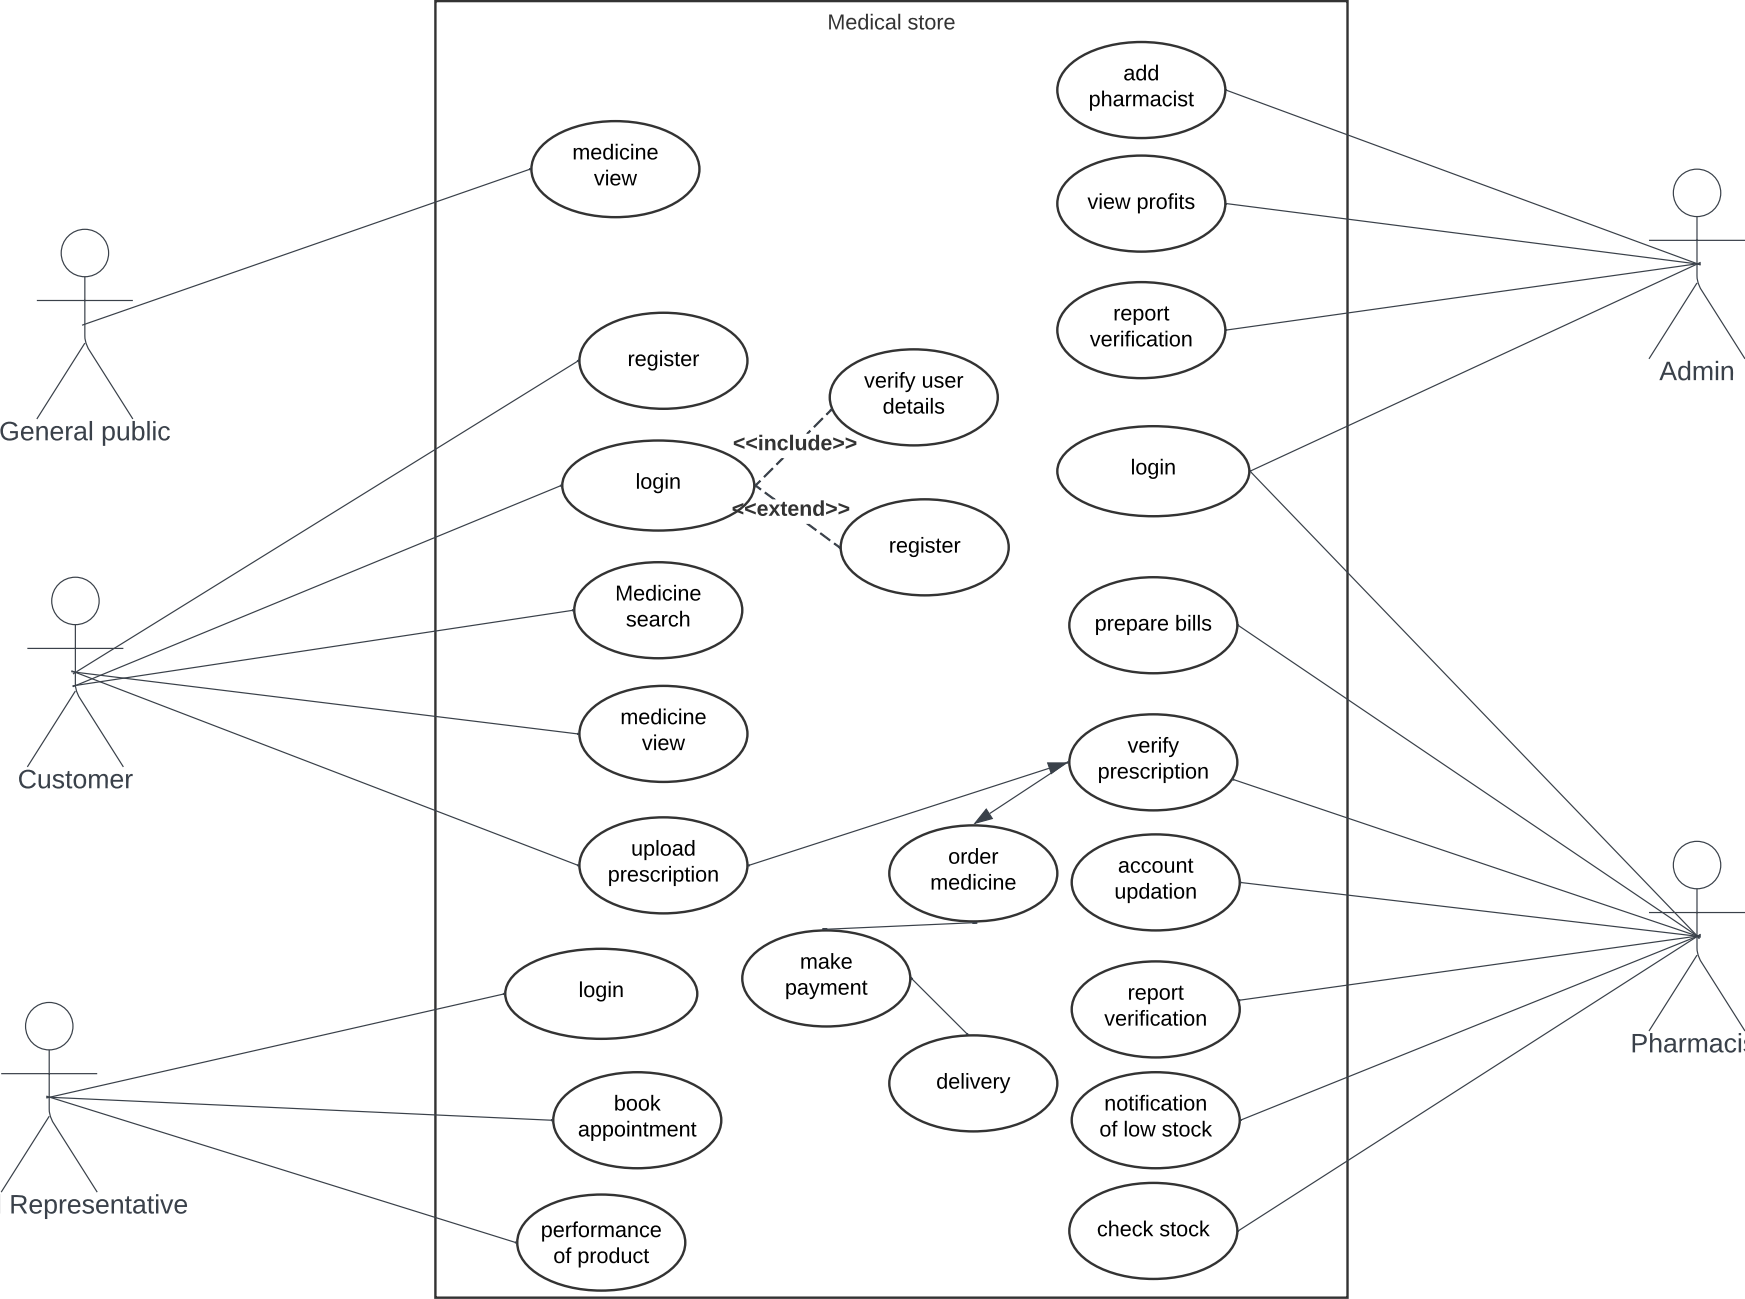 Medical store
add
pharmacist
medicine
view
view profits
report
verification
register
verify user
details
Admin
<<include>>
General public
login
login
<<extend>>
register
Medicine
search
prepare bills
medicine
view
verify
prescription
Customer
upload
prescription
order
medicine
account
updation
make
payment
login
report
verification
Pharmacis
delivery
book
appointment
notification
of low stock
Representative
performance
of product
check stock